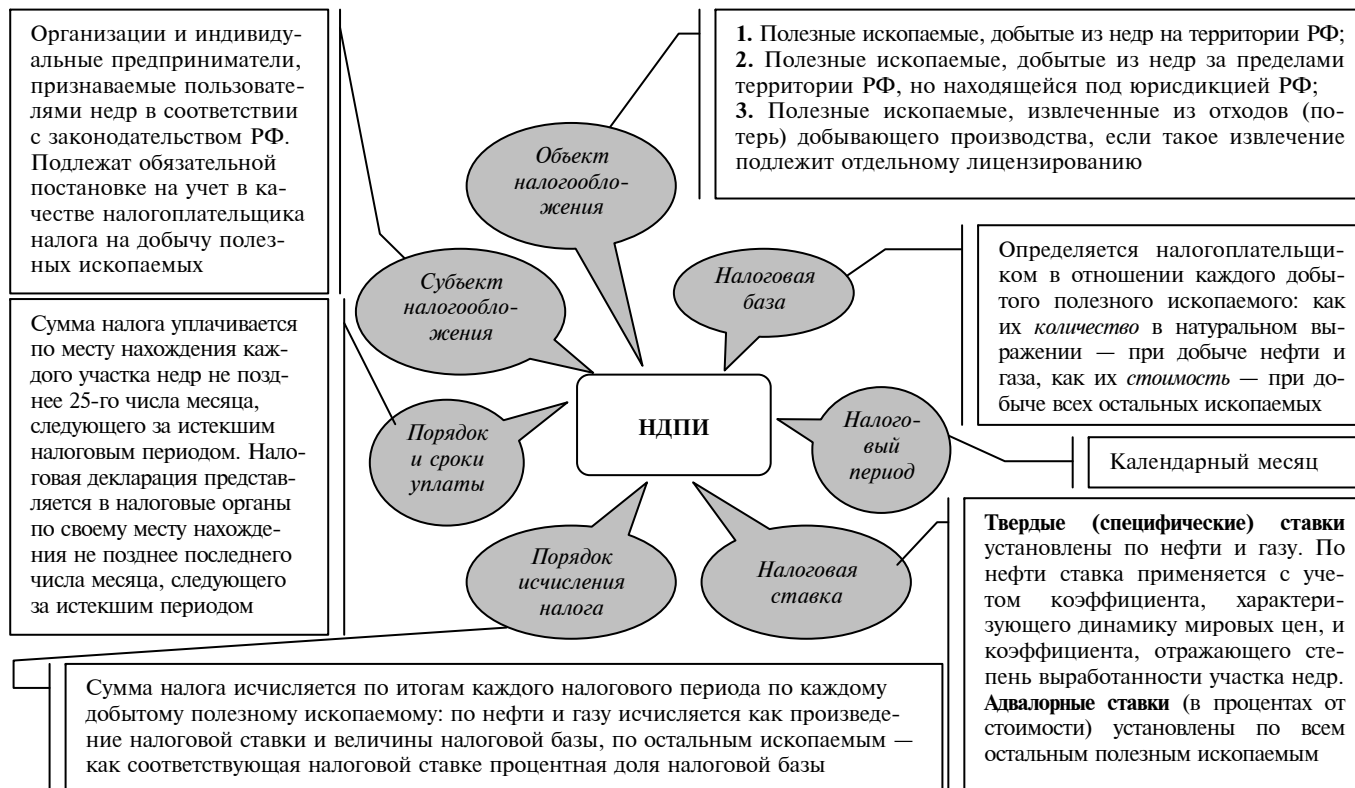 Организации и индивиду-
альные предприниматели,
признаваемые пользовате-
лями недр в соответствии
с законодательством РФ.
Подлежат обязательной
постановке на учет в ка-
честве налогоплательщика
налога на добычу полез-
ных ископаемых
1. Полезные ископаемые, добытые из недр на территории РФ;
2. Полезные ископаемые, добытые из недр за пределами
территории РФ, но находящейся под юрисдикцией РФ;
3. Полезные ископаемые, извлеченные из отходов (по-
терь) добывающего производства, если такое извлечение
подлежит отдельному лицензированию
Объект
налогообло-
жения
Субъект
налогообло-
жения
Налоговая
база
Определяется налогоплательщи-
ком в отношении каждого добы-
того полезного ископаемого: как
их количество в натуральном вы-
ражении — при добыче нефти и
газа, как их стоимость — при до-
быче всех остальных ископаемых
Сумма налога уплачивается
по месту нахождения каж-
дого участка недр не позд-
нее 25-го числа месяца,
следующего за истекшим
налоговым периодом. Нало-
говая декларация представ-
ляется в налоговые органы
по своему месту нахожде-
ния не позднее последнего
числа месяца, следующего
за истекшим периодом
НДПИ
Порядок
и сроки
уплаты
Налого-
вый
период
Календарный месяц
Порядок
исчисления
налога
Налоговая
ставка
Твердые (специфические) ставки
установлены по нефти и газу. По
нефти ставка применяется с уче-
том коэффициента, характери-
зующего динамику мировых цен, и
коэффициента, отражающего сте-
пень выработанности участка недр.
Адвалорные ставки (в процентах от
стоимости) установлены по всем
остальным полезным ископаемым
Сумма налога исчисляется по итогам каждого налогового периода по каждому
добытому полезному ископаемому: по нефти и газу исчисляется как произведе-
ние налоговой ставки и величины налоговой базы, по остальным ископаемым —
как соответствующая налоговой ставке процентная доля налоговой базы